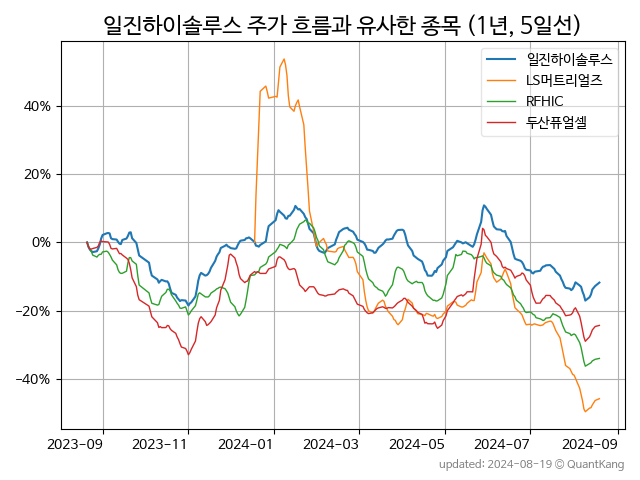 일진하이솔루스 주가 흐름과 유사한 종목 (1년, 5일선)
일진하이솔루스
LS머트리얼즈
RFHIC
두산퓨얼셀
40%
20%
0%
−20%
−40%
2023-09 2023-11 2024-01 2024-03 2024-05 2024-07 2024-09
updated: 2024-08-19 © QuantKang